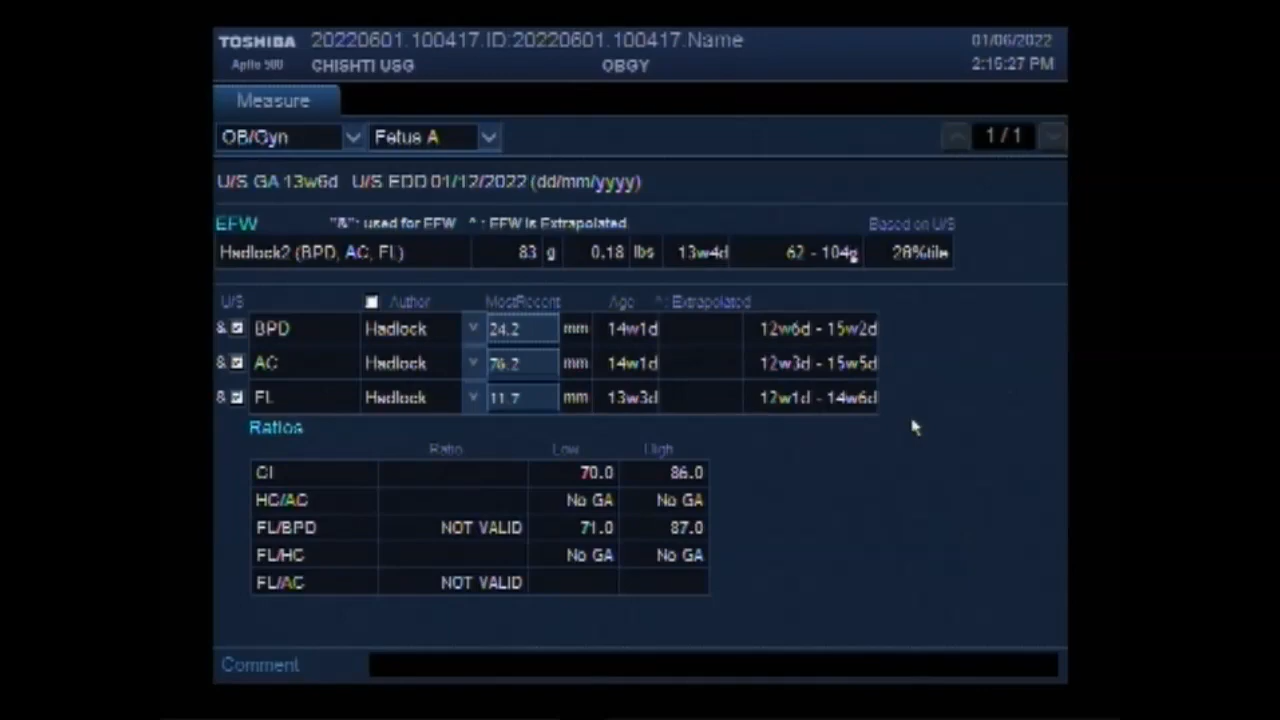 TOSHIBA 20220601.100417.ID:20220601.100417.Name 01/06/2022
Aplio 500 CHISHTI USG OBGY 2:15:27 PM
Measure
OB/Gyn Fetus A 1 / 1
U/S GA 13w6d U/S EDD 01/12/2022 (dd/mm/yyyy)
EFW "&": used for EFW ^ : EFW is Extrapolated Based on U/S
Hadlock2 (BPD, AC, FL) 83 g 0.18 lbs 13w4d 62 - 104g 28%tile
U/S Author MostRecent Age ^ : Extrapolated
& BPD Hadlock 24.2 mm 14w1d 12w6d - 15w2d
& AC Hadlock 76.2 mm 14w1d 12w3d - 15w5d
& FL Hadlock 11.7 mm 13w3d 12w1d - 14w6d
Ratios
Ratio Low High
CI 70.0 86.0
HC/AC No GA No GA
FL/BPD NOT VALID 71.0 87.0
FL/HC No GA No GA
FL/AC NOT VALID
Comment